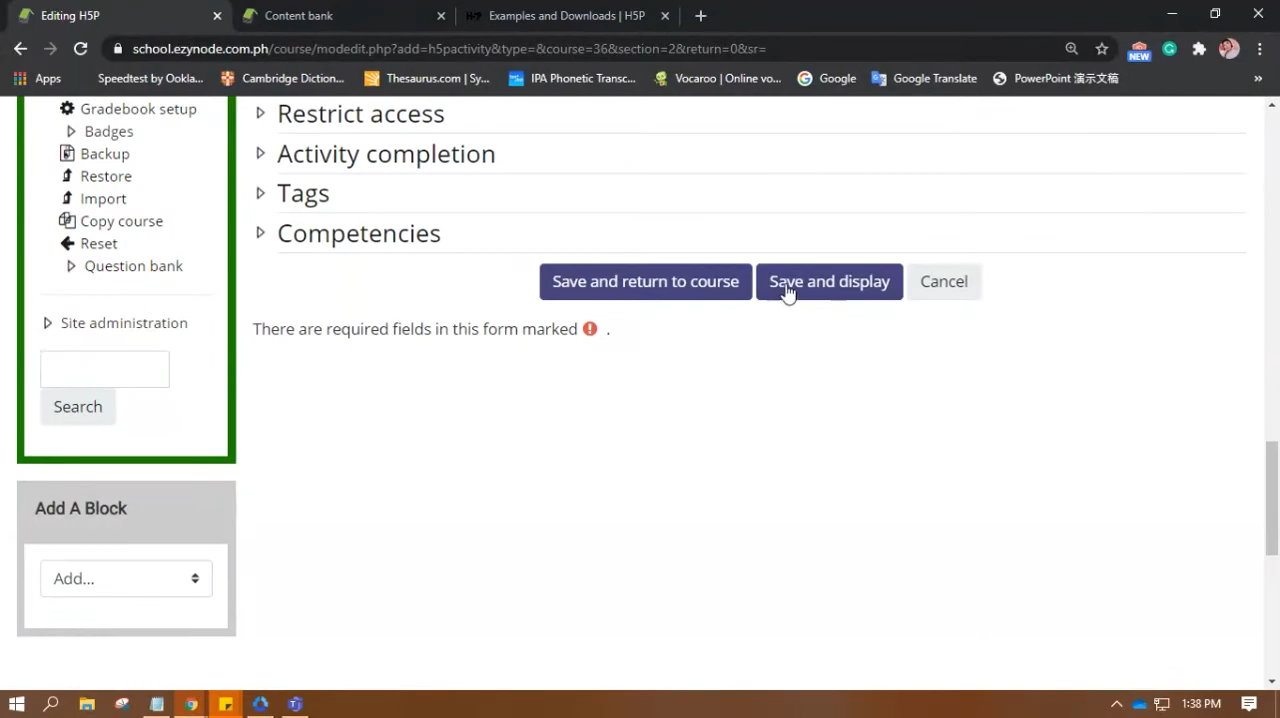 Editing H5P
Content bank
H-P Examples and Downloads | H5P
school.ezynode.com.ph/course/modedit.php?add=h5pactivity&type=&course=36&section=2&return=0&sr=
NEW
Apps
Speedtest by Ookla...
Cambridge Diction...
Thesaurus.com | Sy...
IPA Phonetic Transc...
Vocaroo | Online vo...
Google
Google Translate
PowerPoint 演示文稿
»
Gradebook setup
Badges
Backup
Restore
Import
Copy course
Reset
Question bank
Site administration
Search
Add A Block
Add...
Restrict access
Activity completion
Tags
Competencies
Save and return to course
Save and display
Cancel
There are required fields in this form marked .
1:38 PM